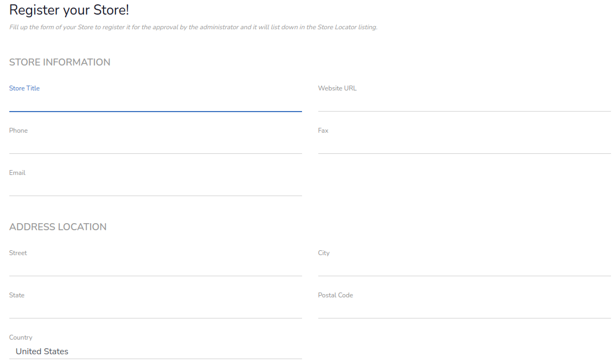 Register your Store!
Fill up the form of your Store to register it for the approval by the administrator and it will list down in the Store Locator listing.
STORE INFORMATION
Store Title
Website URL
Phone
Fax
Email
ADDRESS LOCATION
Street
City
State
Postal Code
Country
United States